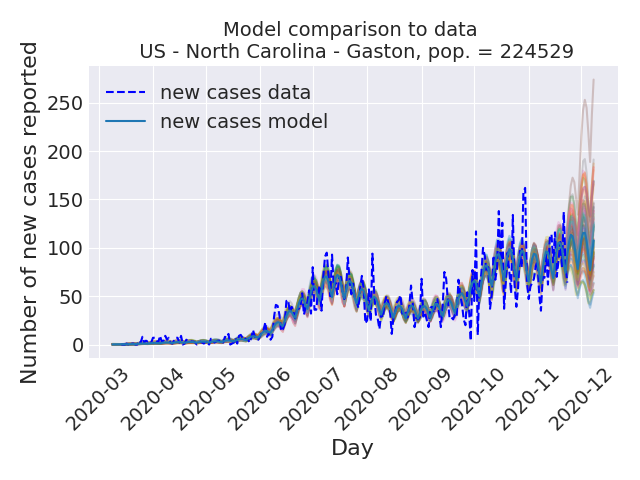 Model comparison to data
US - North Carolina - Gaston, pop. = 224529
Number of new cases reported
250
200
150
100
50
0
new cases data
new cases model
2020-03
2020-04
2020-05
2020-06
2020-07
2020-08
2020-09
2020-10
2020-11
2020-12
Day